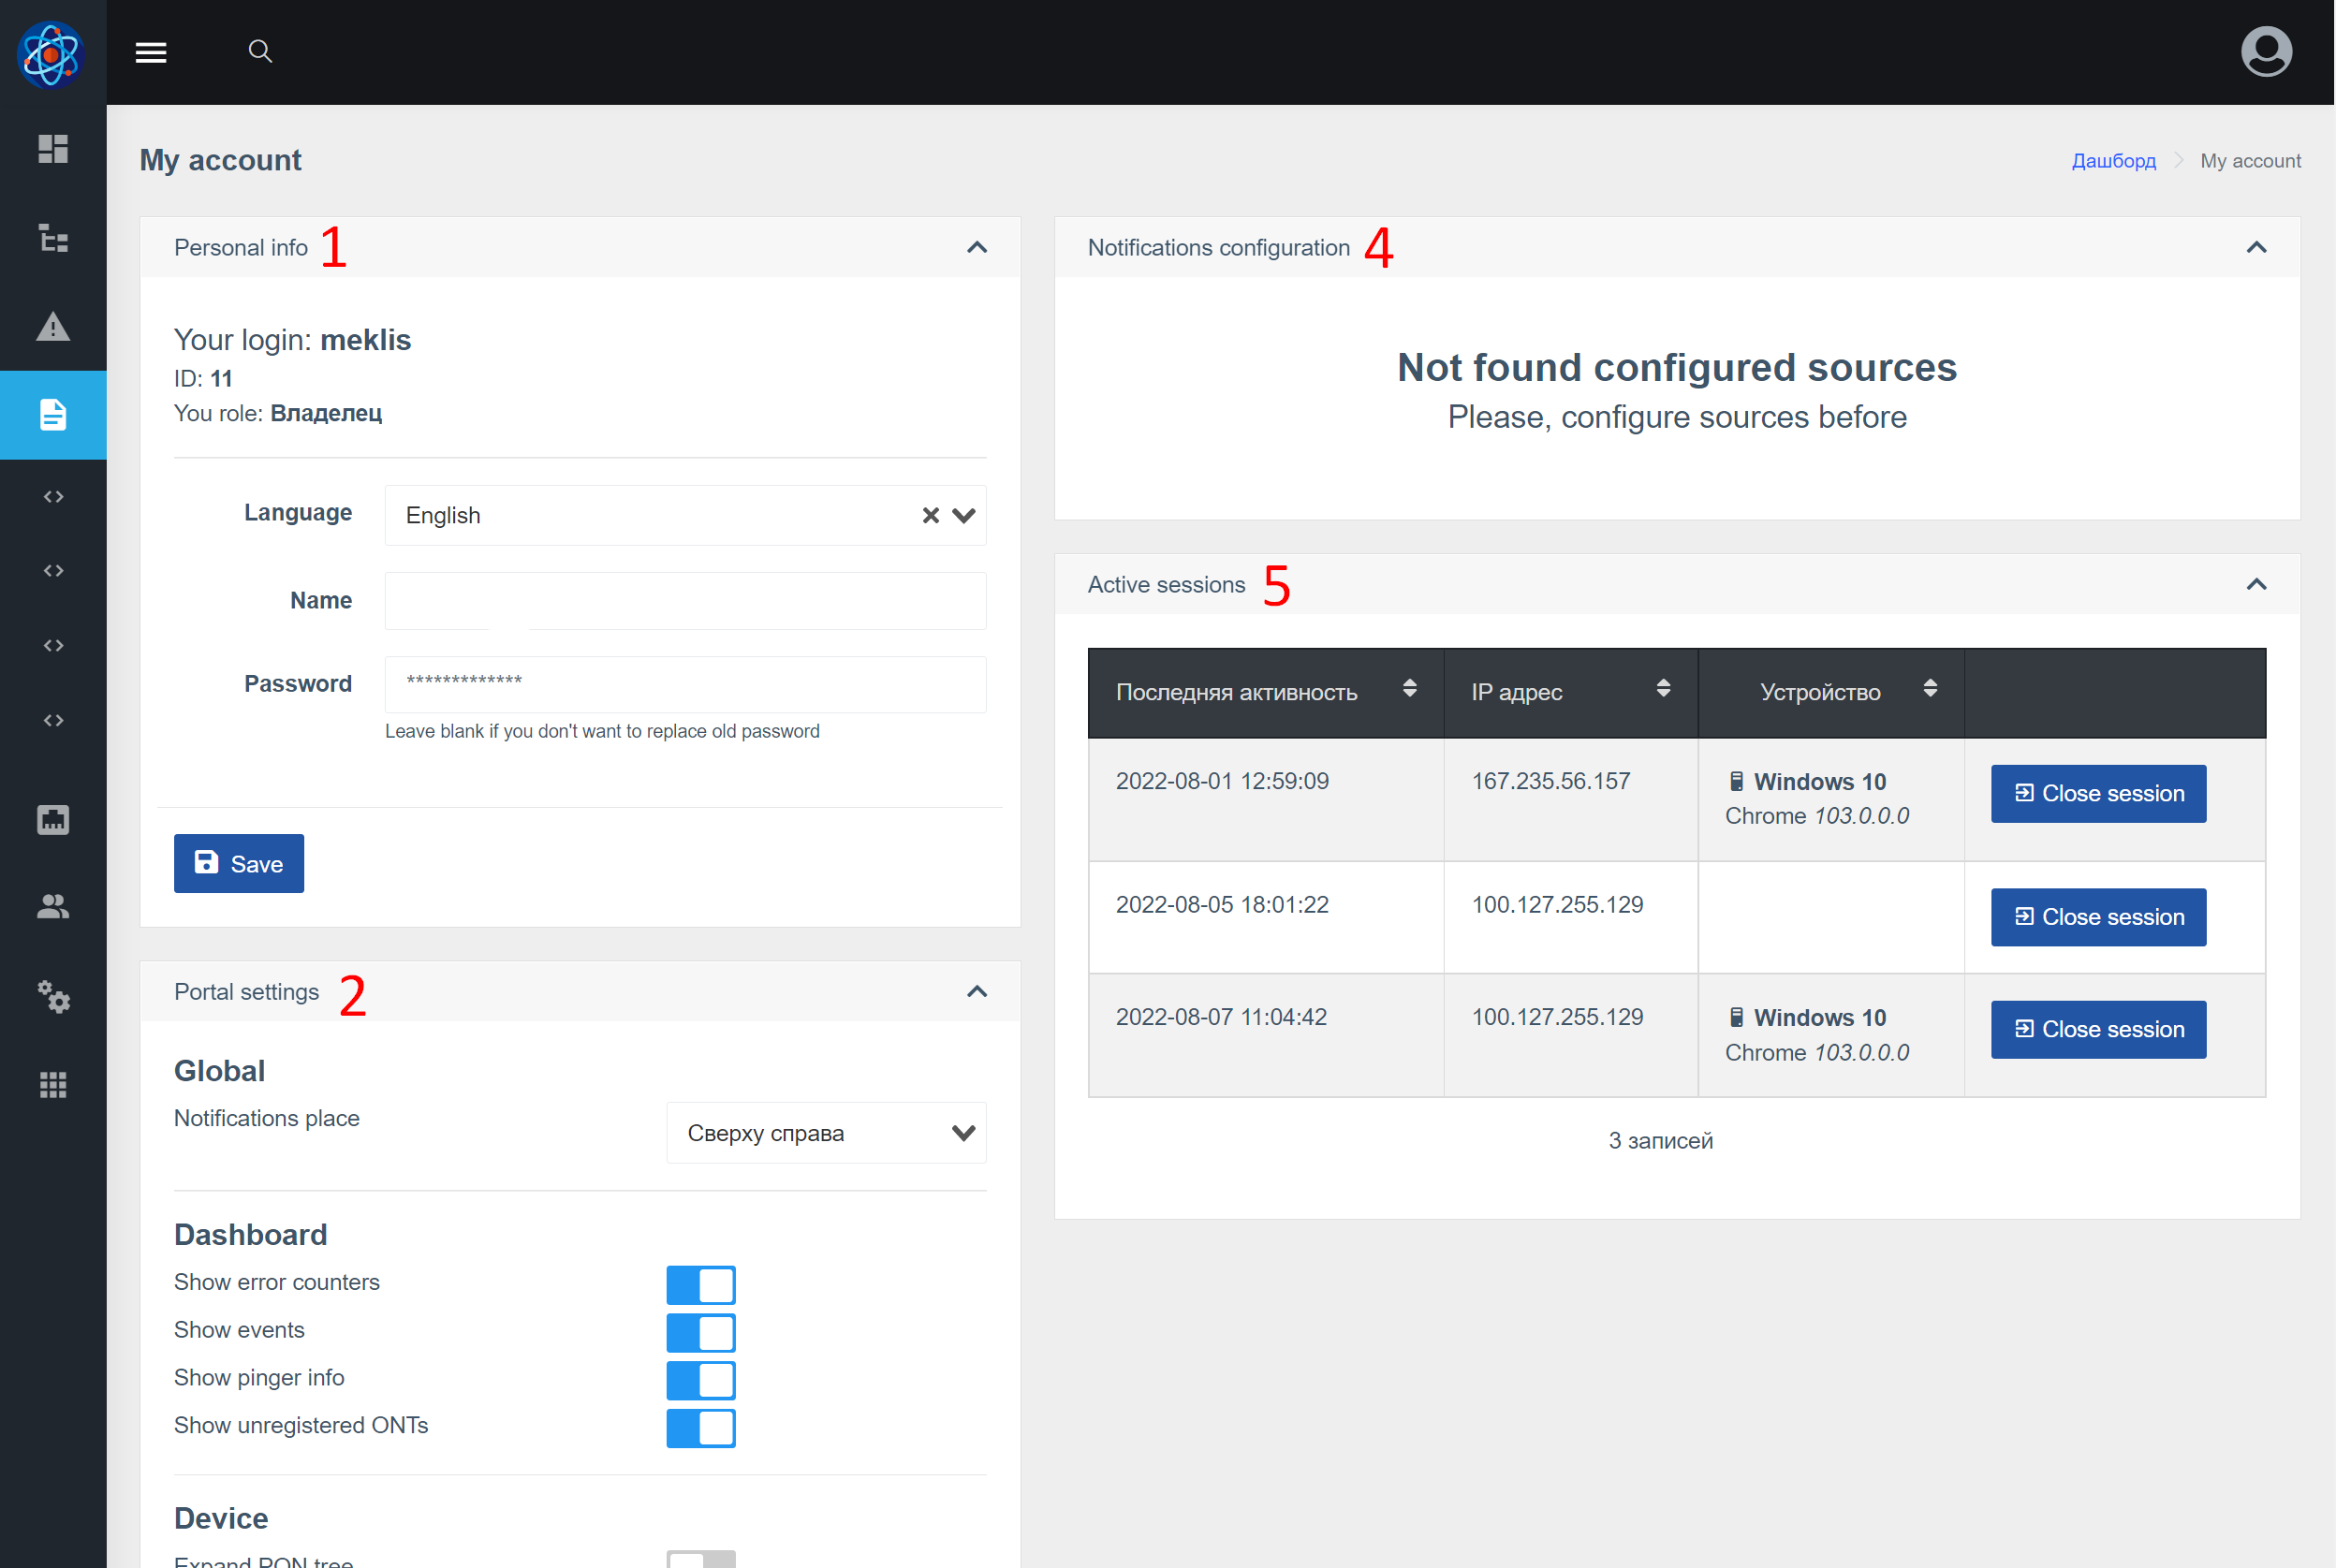 My account
Дашборд My account
Personal info 1
Your login: meklis
ID: 11
You role: Владелец
Language English
Name
Password *************
Leave blank if you don't want to replace old password
Save
Portal settings 2
Global
Notifications place Сверху справа
Dashboard
Show error counters
Show events
Show pinger info
Show unregistered ONTs
Device
Expand PON tree
Notifications configuration 4
Not found configured sources
Please, configure sources before
Active sessions 5
Последняя активность IP адрес Устройство
2022-08-01 12:59:09 167.235.56.157 Windows 10 Close session
Chrome 103.0.0.0
2022-08-05 18:01:22 100.127.255.129 Close session
2022-08-07 11:04:42 100.127.255.129 Windows 10 Close session
Chrome 103.0.0.0
3 записей